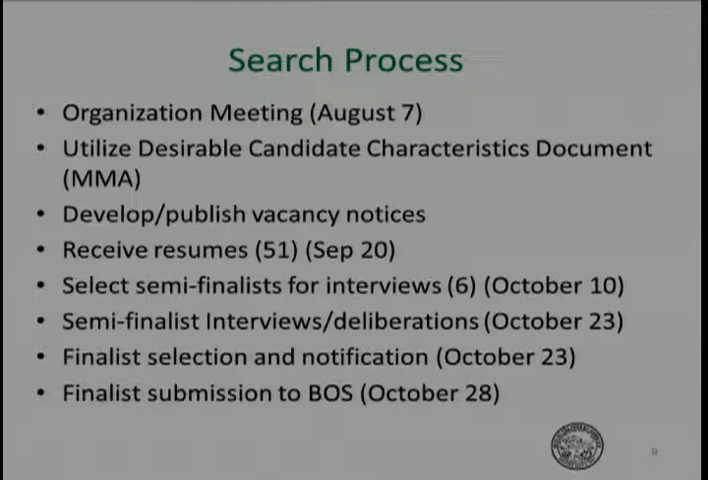 Search Process
• Organization Meeting (August 7)
• Utilize Desirable Candidate Characteristics Document
(MMA)
• Develop/publish vacancy notices
• Receive resumes (51) (Sep 20)
• Select semi-finalists for interviews (6) (October 10)
• Semi-finalist Interviews/deliberations (October 23)
• Finalist selection and notification (October 23)
• Finalist submission to BOS (October 28)
9